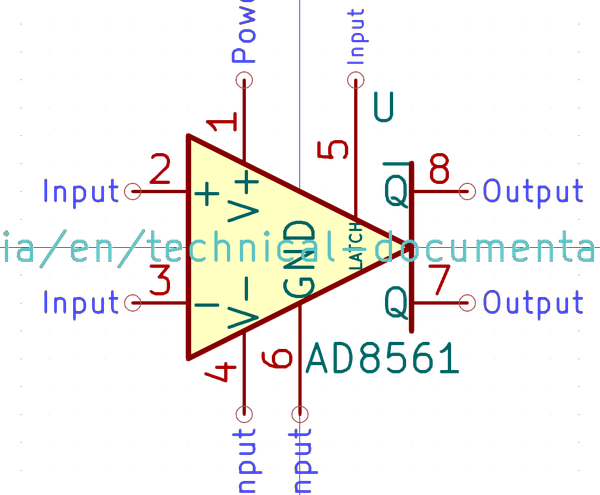 Powe
Input
1
U
5
2
8
Input
+
V+
Q
Output
ia/en/technical-documenta
GND
LATCH
3
7
Input
-
V-
Q
Output
4
6
AD8561
nput
nput